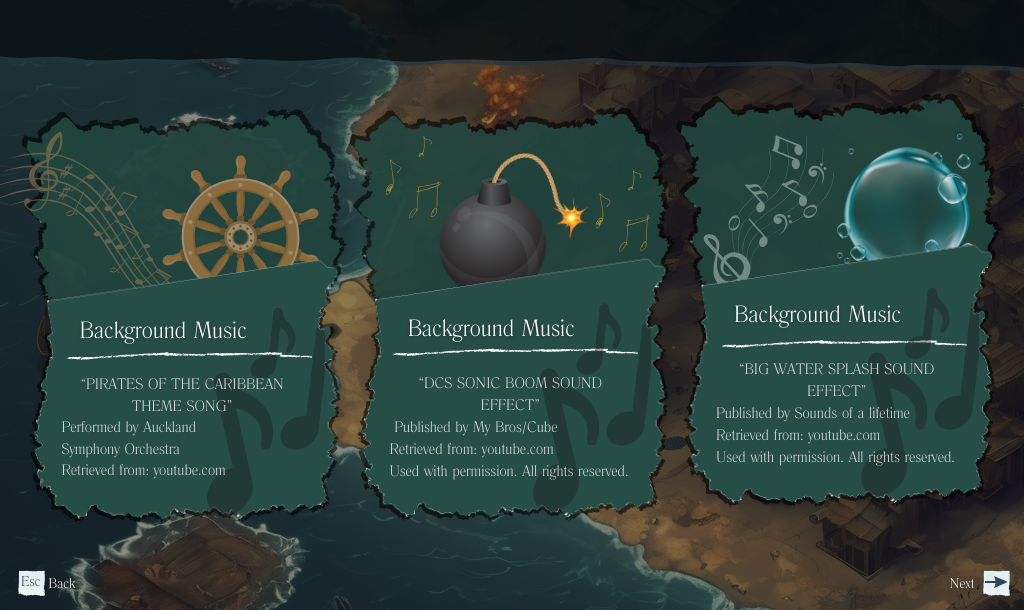 Background Music
“PIRATES OF THE CARIBBEAN
THEME SONG”
Performed by Auckland
Symphony Orchestra
Retrieved from: youtube.com
Background Music
“DCS SONIC BOOM SOUND
EFFECT”
Published by My Bros/Cube
Retrieved from: youtube.com
Used with permission. All rights reserved.
Background Music
“BIG WATER SPLASH SOUND
EFFECT”
Published by Sounds of a lifetime
Retrieved from: youtube.com
Used with permission. All rights reserved.
Esc Back
Next